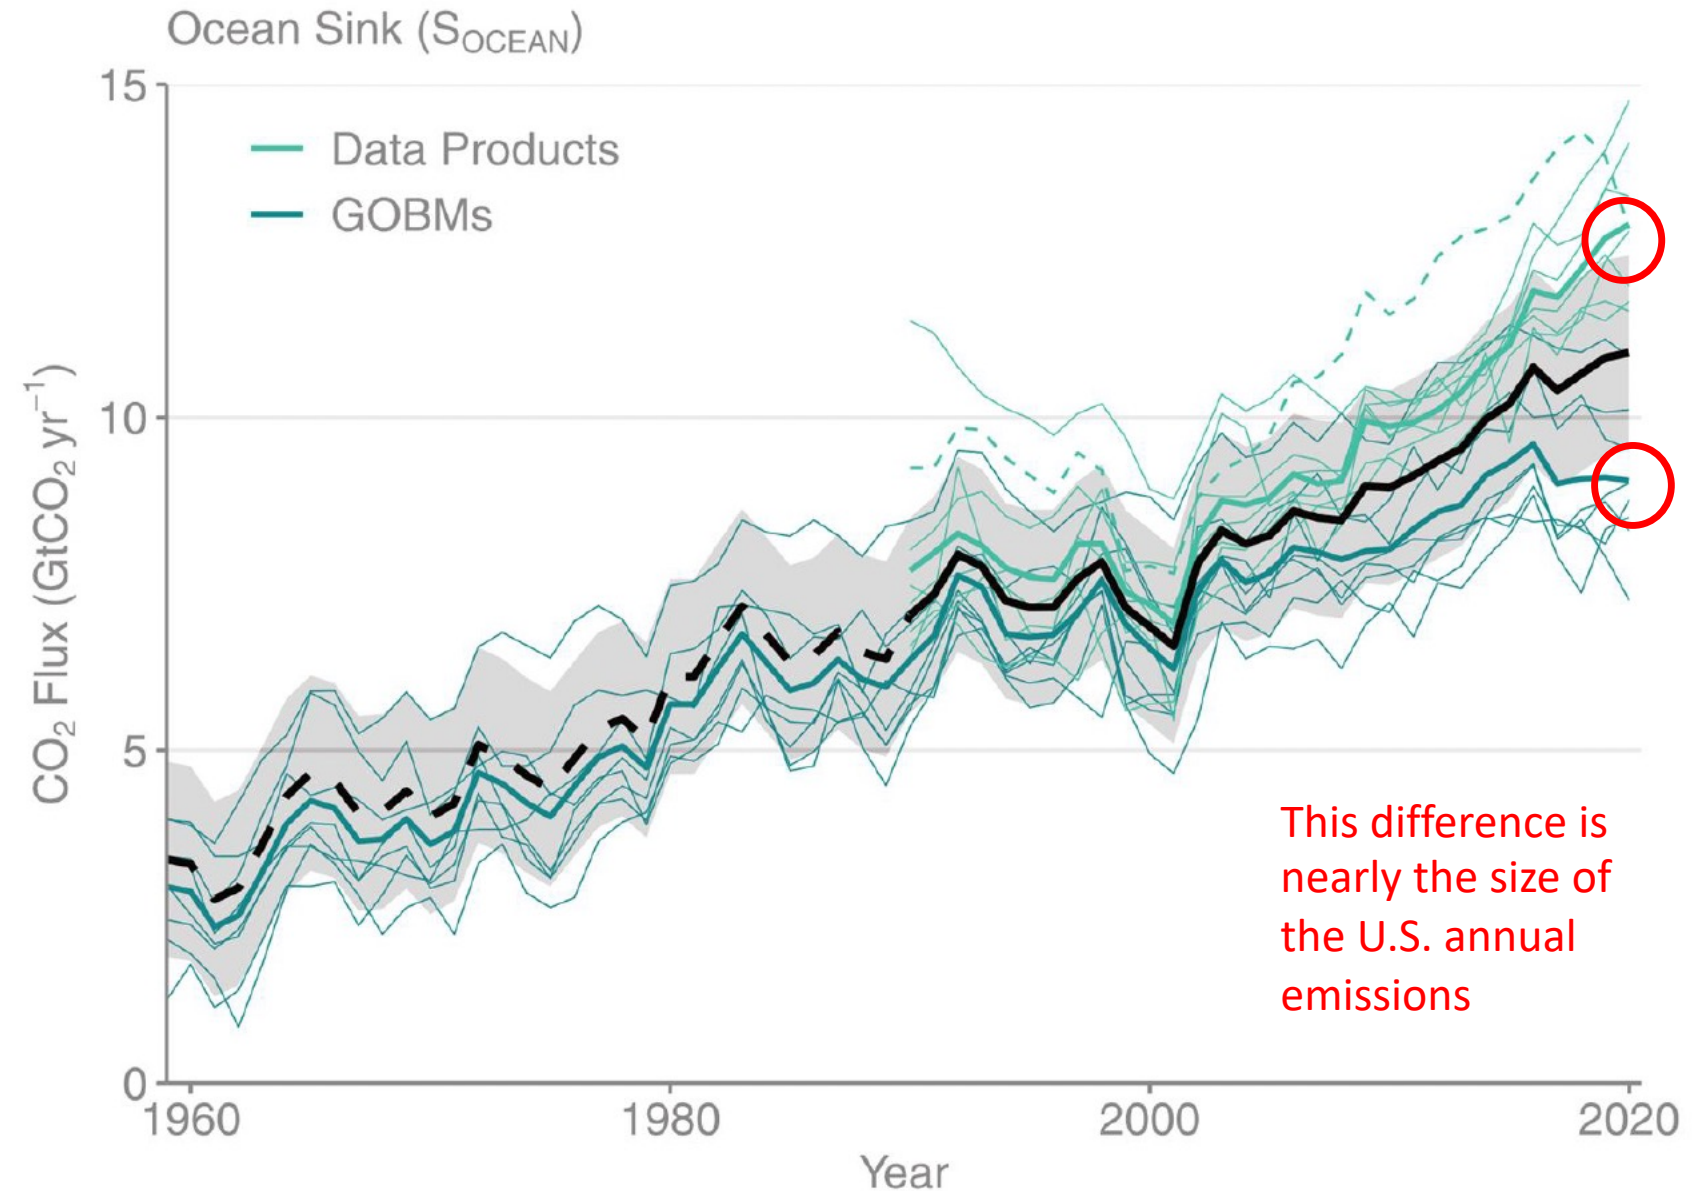 Ocean Sink (S_OCEAN)
15
Data Products
GOBMs
10
CO₂ Flux (GtCO₂ yr⁻¹)
5
This difference is
nearly the size of
the U.S. annual
emissions
0
1960
1980
2000
2020
Year